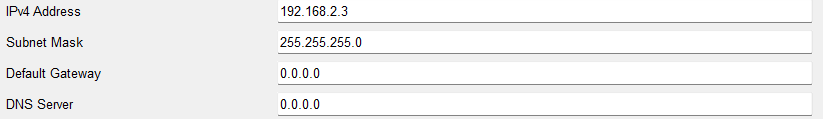 IPv4 Address 192.168.2.3
Subnet Mask 255.255.255.0
Default Gateway 0.0.0.0
DNS Server 0.0.0.0